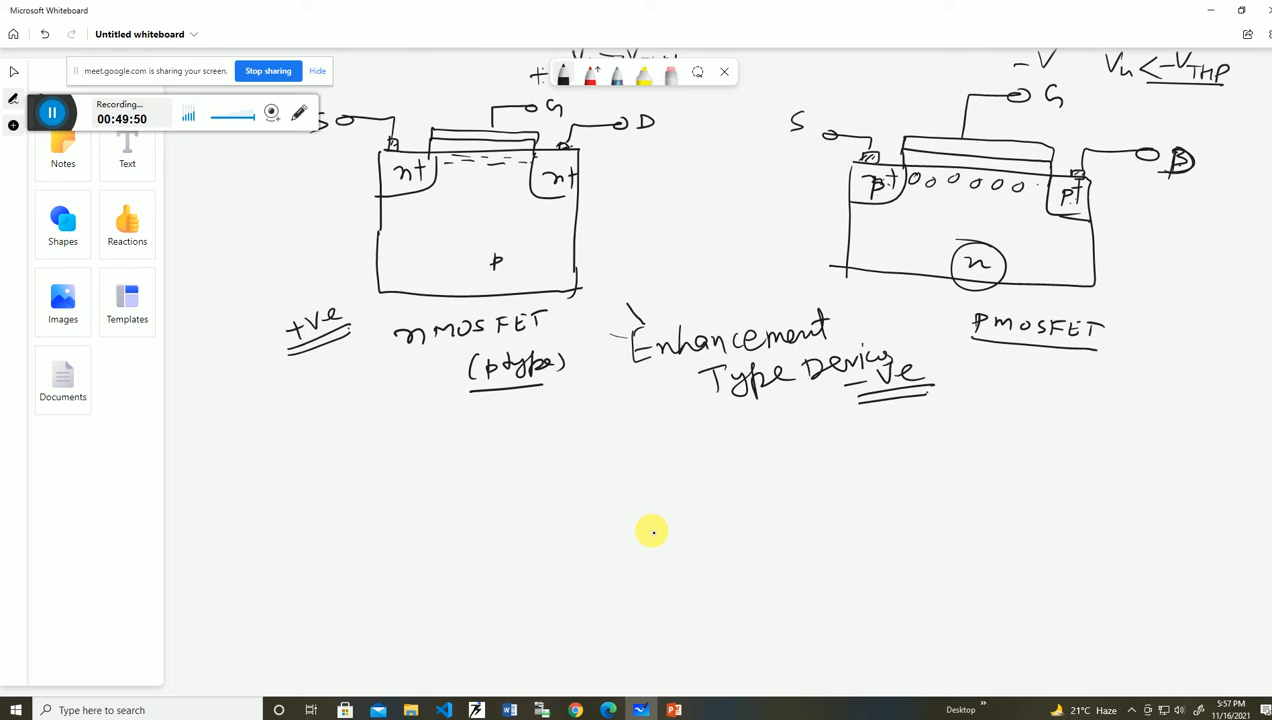 Microsoft Whiteboard
Untitled whiteboard
meet.google.com is sharing your screen. Stop sharing Hide
Recording...
00:49:50
Notes Text
Shapes Reactions
Images Templates
Documents
+
S G D
n+ n+
p
+ve
nMOSFET
(ptype)
Enhancement
Type Device
-ve
-V <-VTHP
S G D
p+ p+
n
PMOSFET
Type here to search
Desktop
21°C Haze
5:57 PM
11/16/2021